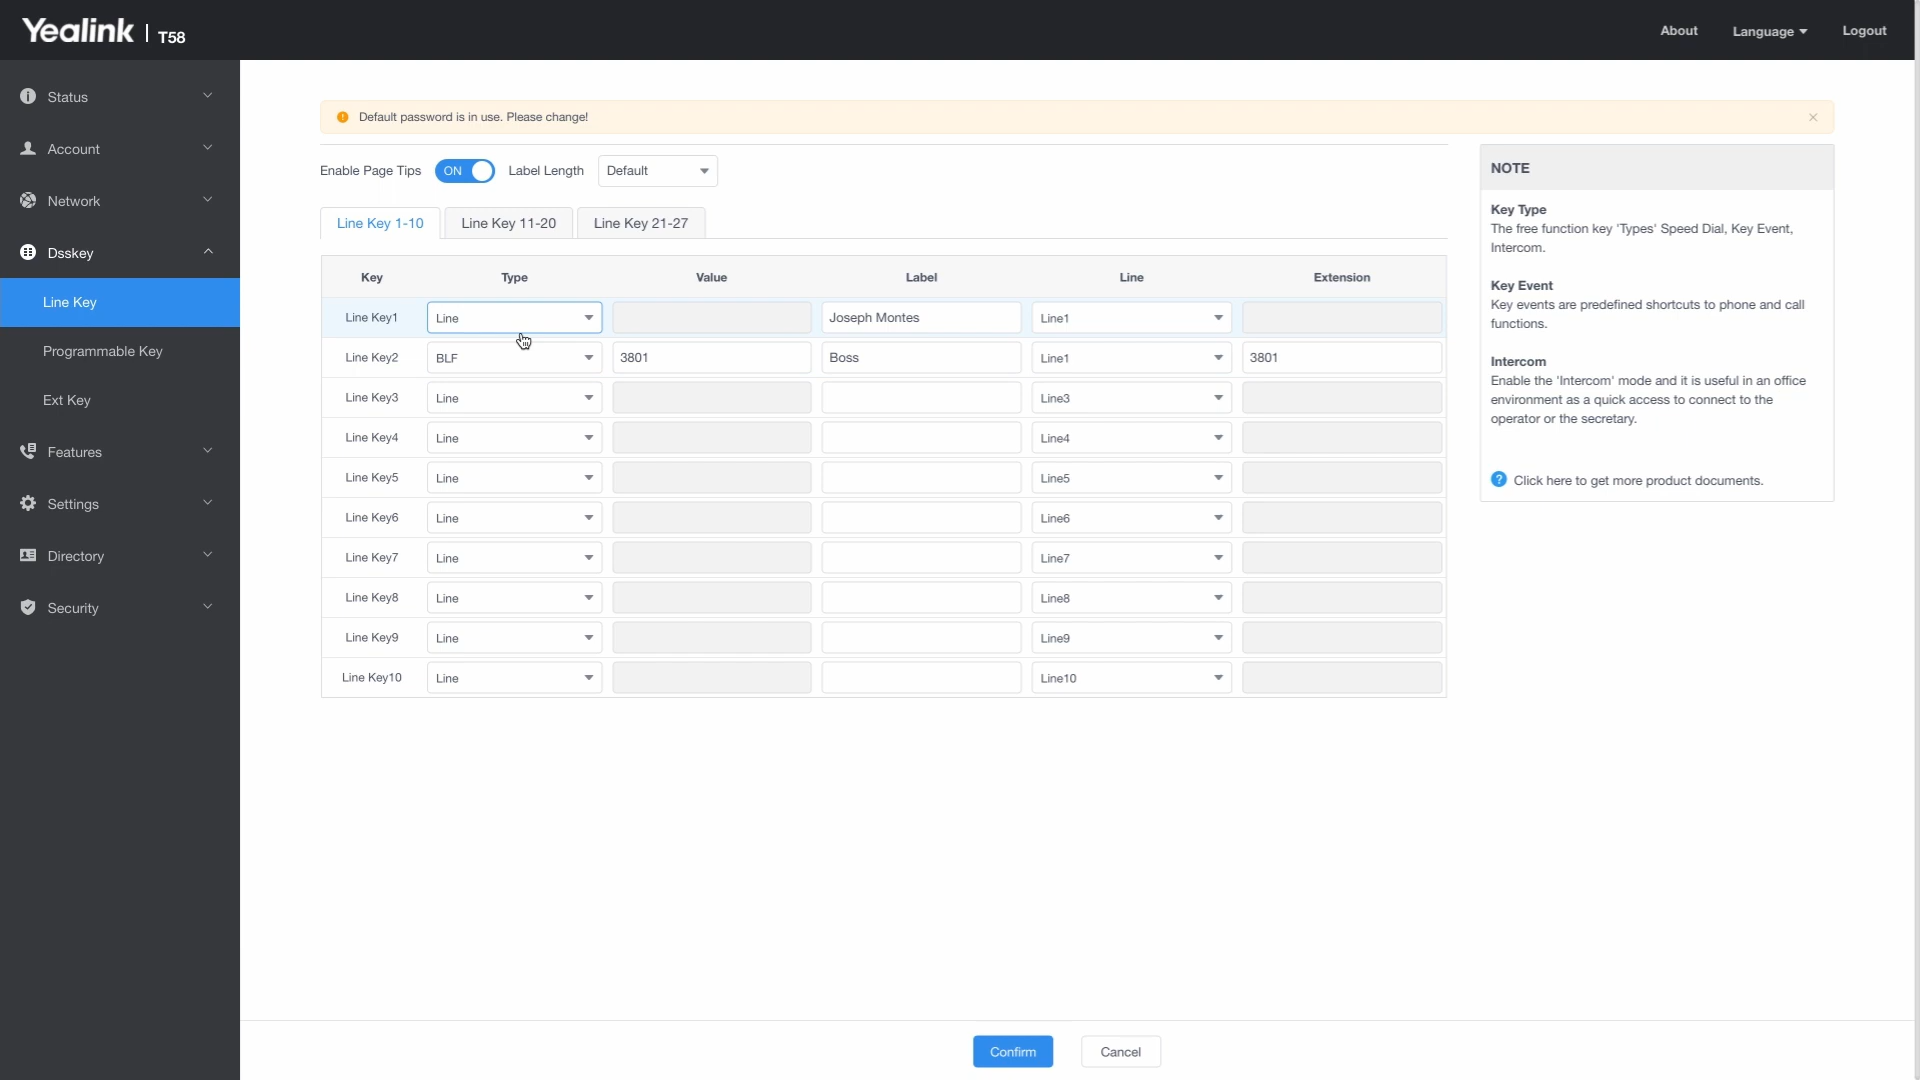 Yealink | T58
About
Language
Logout
Status
Account
Network
Dsskey
Line Key
Programmable Key
Ext Key
Features
Settings
Directory
Security
Default password is in use. Please change!
Enable Page Tips ON Label Length Default
Line Key 1-10 Line Key 11-20 Line Key 21-27
Key Type Value Label Line Extension
Line Key1 Line Joseph Montes Line1
Line Key2 BLF 3801 Boss Line1 3801
Line Key3 Line Line3
Line Key4 Line Line4
Line Key5 Line Line5
Line Key6 Line Line6
Line Key7 Line Line7
Line Key8 Line Line8
Line Key9 Line Line9
Line Key10 Line Line10
NOTE
Key Type
The free function key 'Types' Speed Dial, Key Event,
Intercom.
Key Event
Key events are predefined shortcuts to phone and call
functions.
Intercom
Enable the 'Intercom' mode and it is useful in an office
environment as a quick access to connect to the
operator or the secretary.
Click here to get more product documents.
Confirm
Cancel